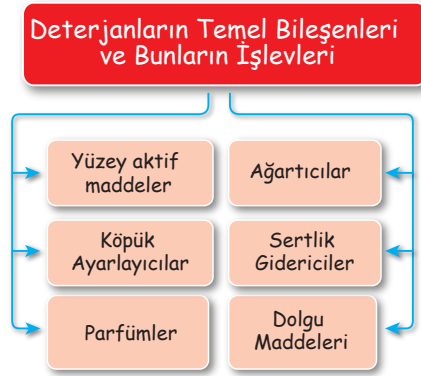 Deterjanların Temel Bileşenleri
ve Bunların İşlevleri
Yüzey aktif
maddeler
Ağartıcılar
Köpük
Ayarlayıcılar
Sertlik
Gidericiler
Parfümler
Dolgu
Maddeleri